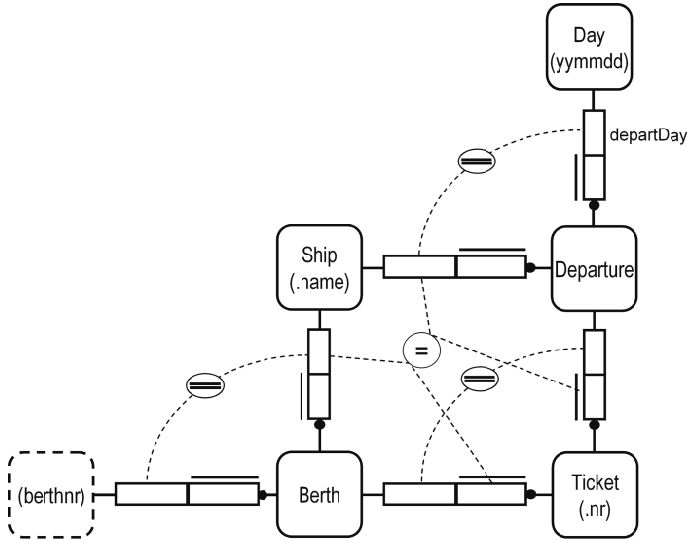 Day
(yymmdd)
departDay
Ship
(.name)
Departure
=
(berthnr)
Berth
Ticket
(.nr)